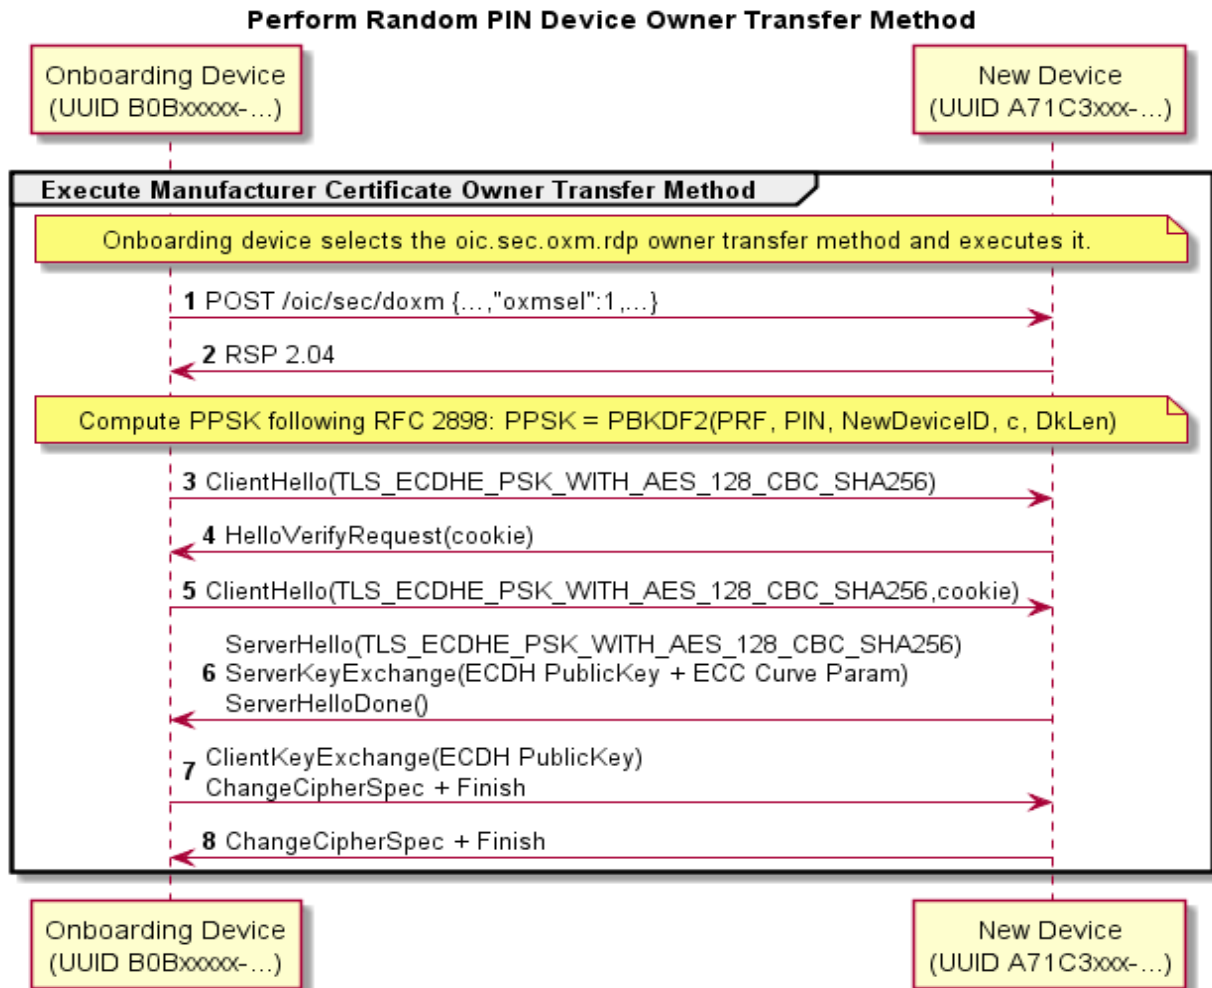 Perform Random PIN Device Owner Transfer Method
Onboarding Device
(UUID B0Bxxxxx-...)
New Device
(UUID A71C3xxx-...)
Execute Manufacturer Certificate Owner Transfer Method
Onboarding device selects the oic.sec.oxm.rdp owner transfer method and executes it.
1 POST /oic/sec/doxm {...,"oxmsel":1,...}
2 RSP 2.04
Compute PPSK following RFC 2898: PPSK = PBKDF2(PRF, PIN, NewDeviceID, c, DkLen)
3 ClientHello(TLS_ECDHE_PSK_WITH_AES_128_CBC_SHA256)
4 HelloVerifyRequest(cookie)
5 ClientHello(TLS_ECDHE_PSK_WITH_AES_128_CBC_SHA256,cookie)
ServerHello(TLS_ECDHE_PSK_WITH_AES_128_CBC_SHA256)
6 ServerKeyExchange(ECDH PublicKey + ECC Curve Param)
ServerHelloDone()
7 ClientKeyExchange(ECDH PublicKey)
ChangeCipherSpec + Finish
8 ChangeCipherSpec + Finish
Onboarding Device
(UUID B0Bxxxxx-...)
New Device
(UUID A71C3xxx-...)